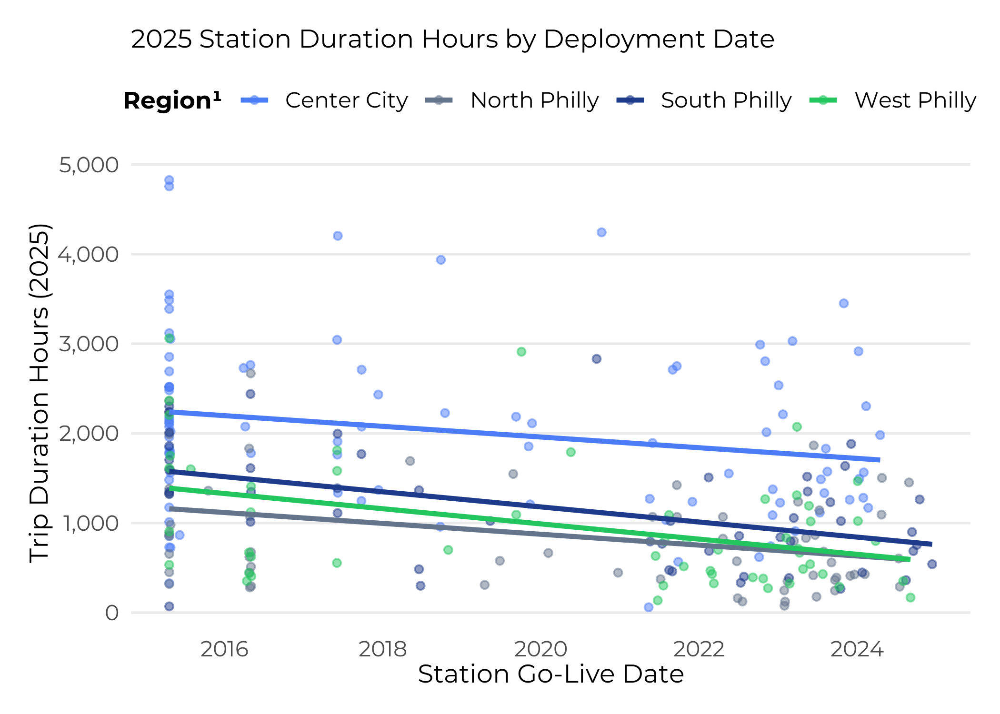 2025 Station Duration Hours by Deployment Date
Region¹ Center City North Philly South Philly West Philly
Trip Duration Hours (2025)
5,000
4,000
3,000
2,000
1,000
0
2016 2018 2020 2022 2024
Station Go-Live Date